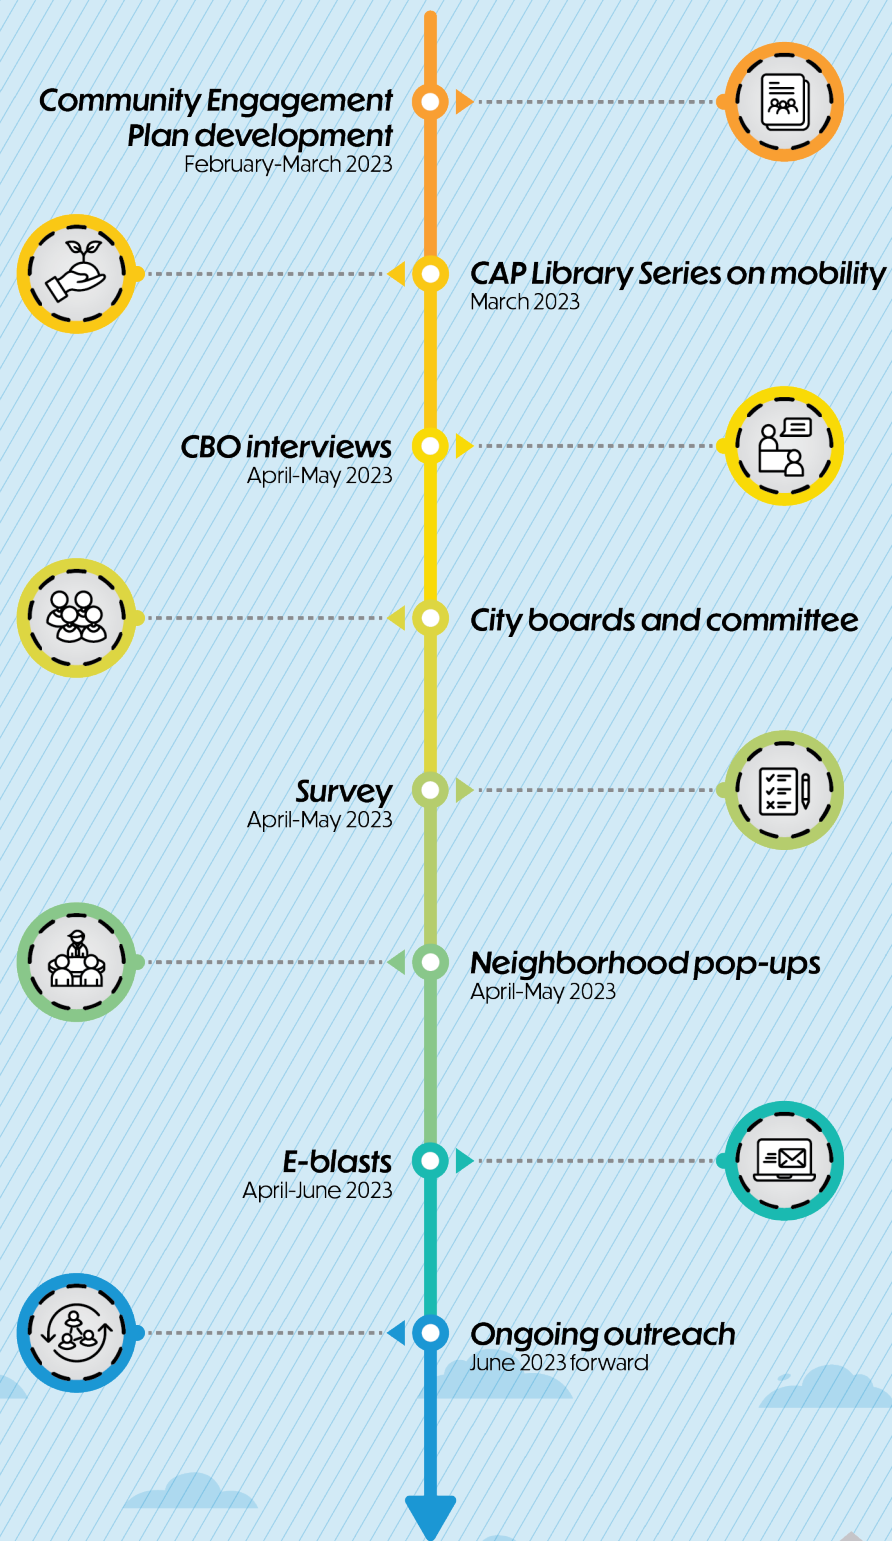 Community Engagement
Plan development
February-March 2023
CAP Library Series on mobility
March 2023
CBO interviews
April-May 2023
City boards and committee
Survey
April-May 2023
Neighborhood pop-ups
April-May 2023
E-blasts
April-June 2023
Ongoing outreach
June 2023 forward